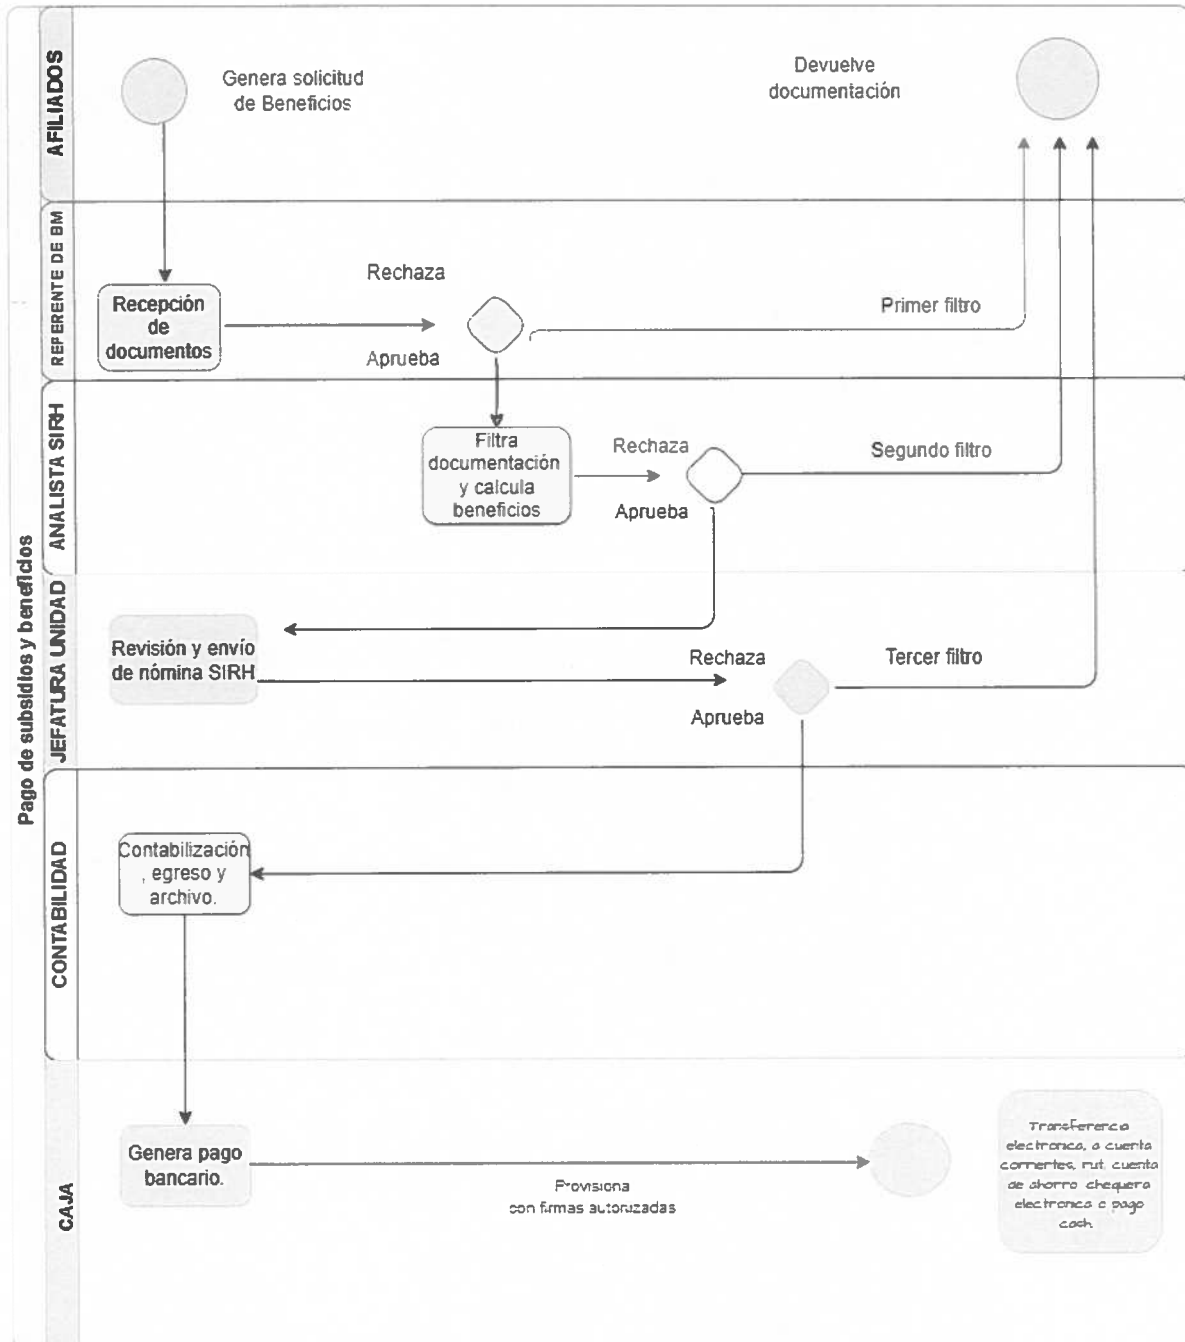 Pago de subsidios y beneficios
AFILIADOS
Genera solicitud
de Beneficios
Devuelve
documentación
REFERENTE DE BM
Recepción
de
documentos
Rechaza
Aprueba
Primer filtro
ANALISTA SIRH
Filtra
documentación
y calcula
beneficios
Rechaza
Aprueba
Segundo filtro
JEFATURA UNIDAD
Revisión y envío
de nómina SIRH
Rechaza
Aprueba
Tercer filtro
CONTABILIDAD
Contabilización
, egreso y
archivo.
CAJA
Genera pago
bancario.
Provisiona
con firmas autorizadas
Transferencia
electronica, a cuenta
corrientes, rut, cuenta
de ahorro chequera
electronica o pago
cash